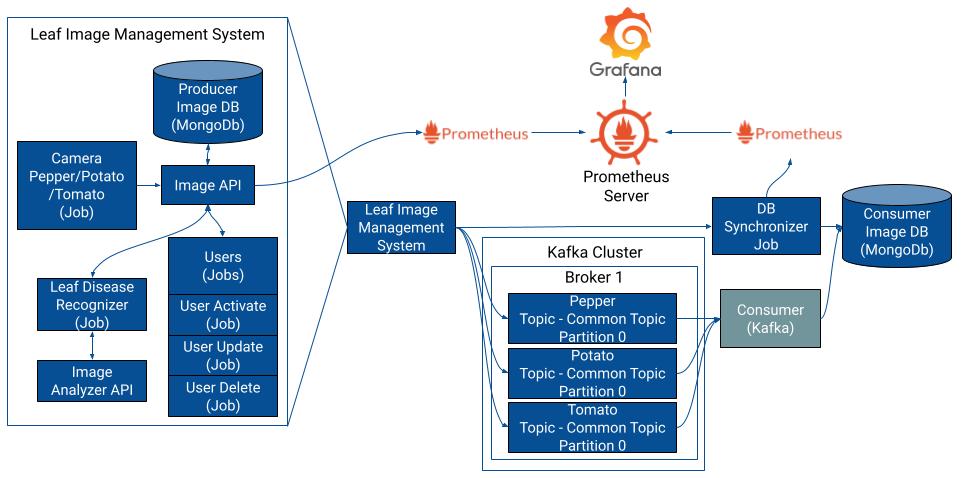 Leaf Image Management System
Producer
Image DB
(MongoDb)
Camera
Pepper/Potato
/Tomato
(Job)
Image API
Users
(Jobs)
User Activate
(Job)
User Update
(Job)
User Delete
(Job)
Leaf Disease
Recognizer
(Job)
Image
Analyzer API
Leaf Image
Management
System
Prometheus
Grafana
Prometheus
Server
Prometheus
Kafka Cluster
Broker 1
Pepper
Topic - Common Topic
Partition 0
Potato
Topic - Common Topic
Partition 0
Tomato
Topic - Common Topic
Partition 0
DB
Synchronizer
Job
Consumer
(Kafka)
Consumer
Image DB
(MongoDb)